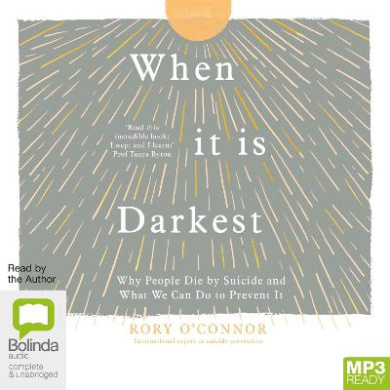 When
'Read this
incredible book;
I wept and I learnt'
Prof Tanya Byron
it is
Darkest
Read by
the Author
Why People Die by Suicide and
What We Can Do to Prevent It
RORY O'CONNOR
International expert in suicide prevention
Bolinda
audio
complete
& unabridged
MP3
READY